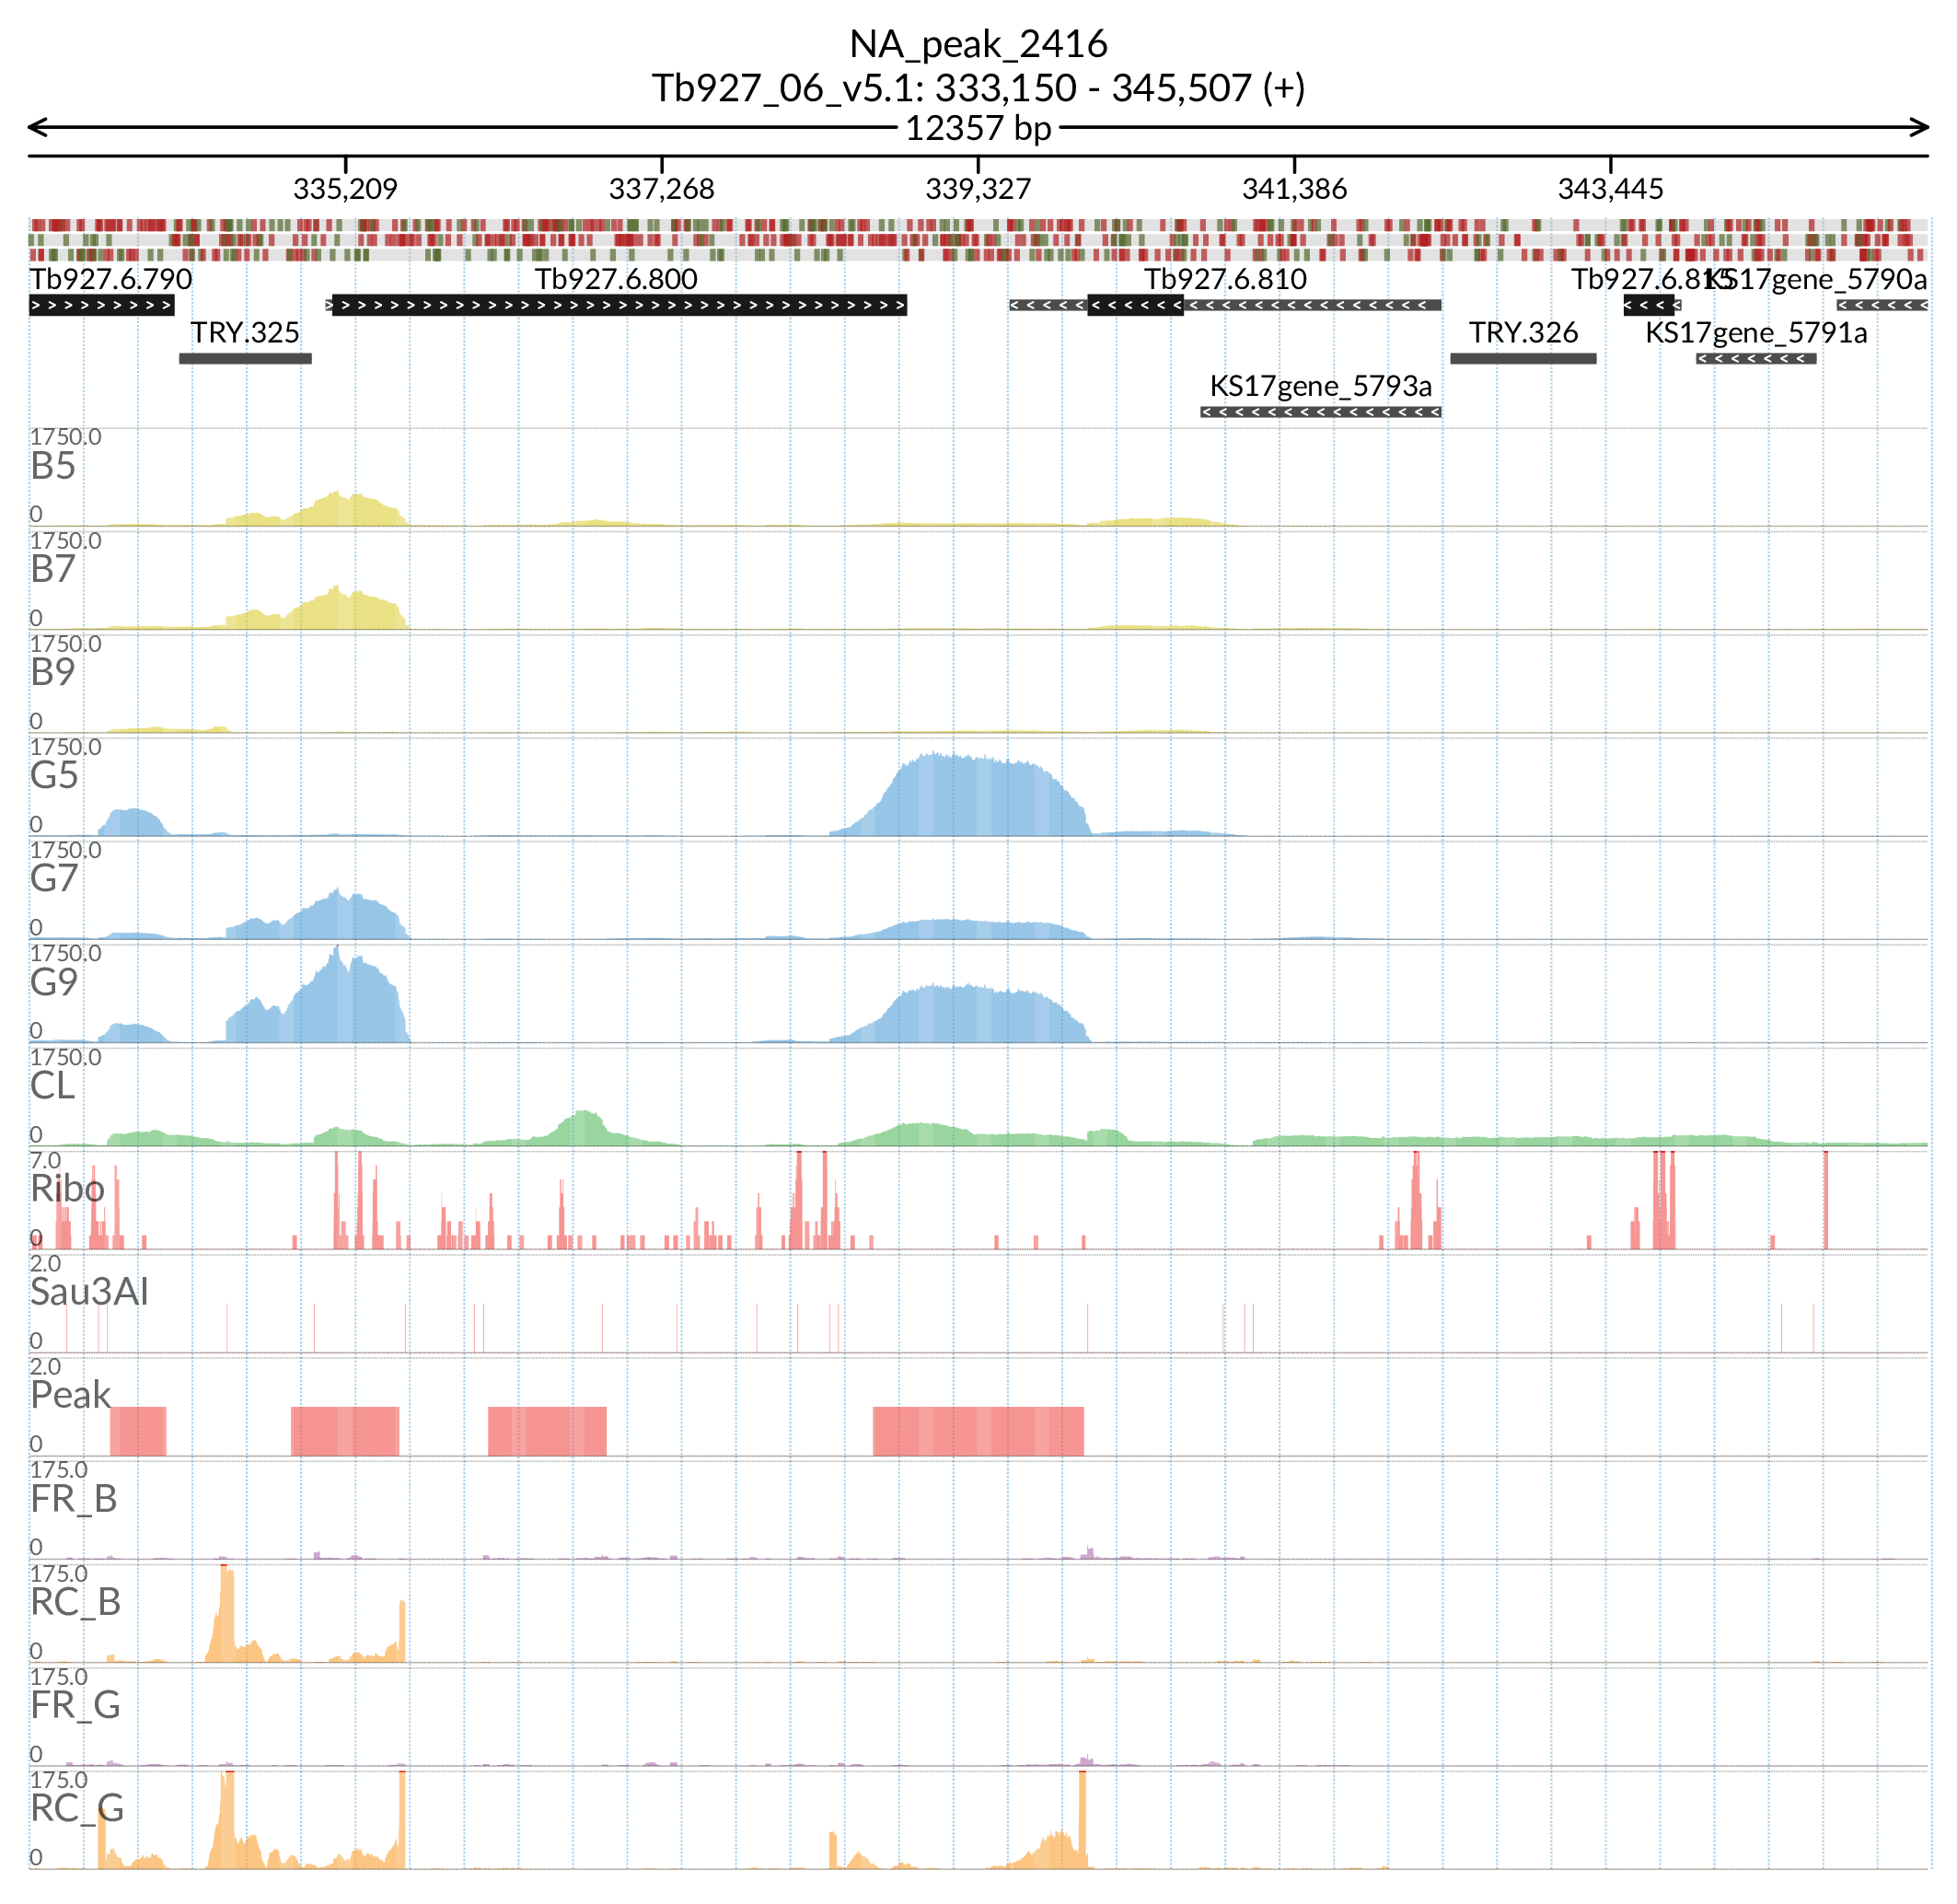 NA_peak_2416
Tb927_06_v5.1: 333,150 - 345,507 (+)
12357 bp
335,209 337,268 339,327 341,386 343,445
Tb927.6.790 Tb927.6.800 Tb927.6.810 Tb927.6.815 KS17gene_5790a
TRY.325 TRY.326 KS17gene_5791a
KS17gene_5793a
1750.0
B5
0
1750.0
B7
0
1750.0
B9
0
1750.0
G5
0
1750.0
G7
0
1750.0
G9
0
1750.0
CL
0
7.0
Ribo
0
2.0
Sau3AI
0
2.0
Peak
0
175.0
FR_B
0
175.0
RC_B
0
175.0
FR_G
0
175.0
RC_G
0